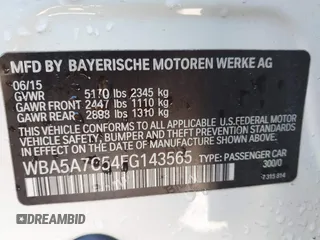 MFD BY BAYERISCHE MOTOREN WERKE AG
06/15
GVWR 5170 lbs 2345 kg
GAWR FRONT 2447 lbs 1110 kg
GAWR REAR 2888 lbs 1310 kg
THIS VEHICLE CONFORMS TO ALL APPLICABLE
U.S.FEDERAL MOTOR
VEHICLE SAFETY, BUMPER, AND THEFT PREVENTION STANDARDS
IN EFFECT ON THE DATE OF MANUFACTURE SHOWN ABOVE.
WBA5A7C54FG143565 TYPE: PASSENGER CAR
300/0
DREAMBID